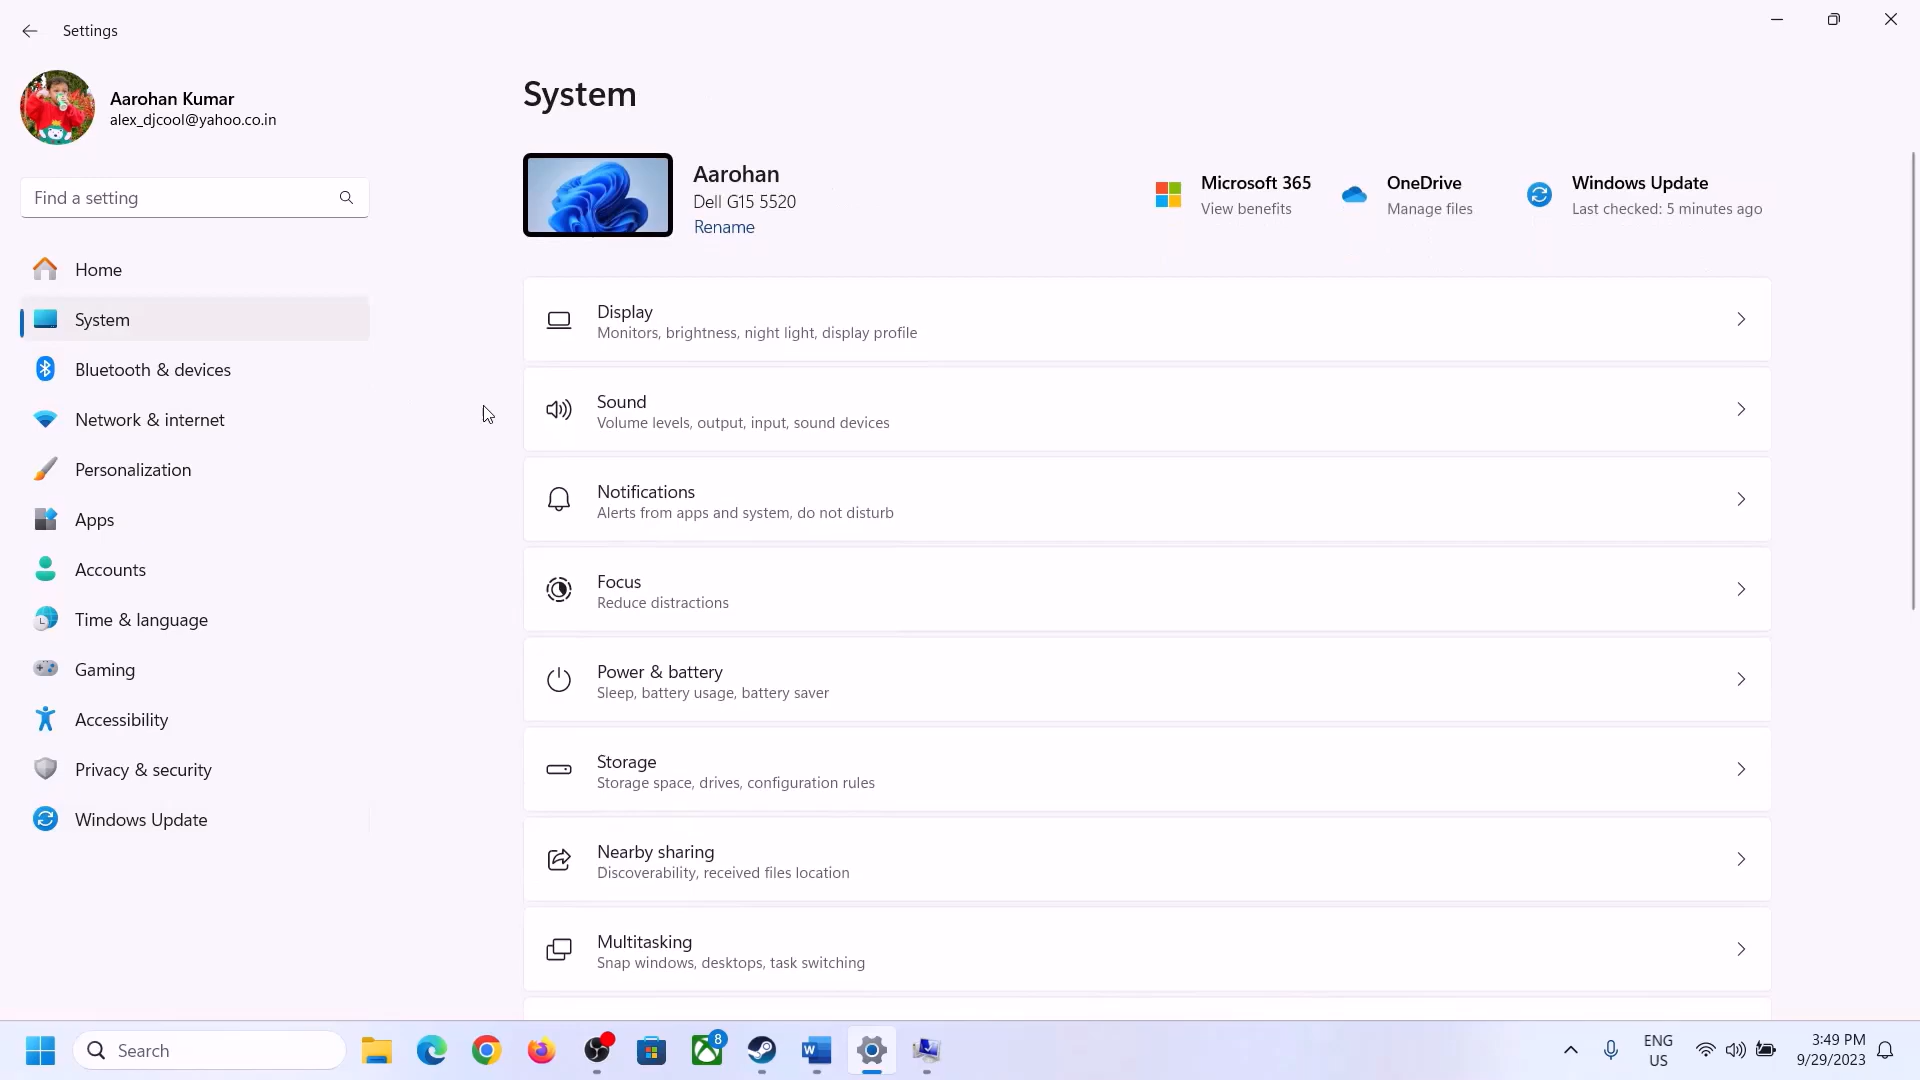 Settings
Aarohan Kumar
alex_djcool@yahoo.co.in
Find a setting
Home
System
Bluetooth & devices
Network & internet
Personalization
Apps
Accounts
Time & language
Gaming
Accessibility
Privacy & security
Windows Update
System
Aarohan
Dell G15 5520
Rename
Microsoft 365
View benefits
OneDrive
Manage files
Windows Update
Last checked: 5 minutes ago
Display
Monitors, brightness, night light, display profile
Sound
Volume levels, output, input, sound devices
Notifications
Alerts from apps and system, do not disturb
Focus
Reduce distractions
Power & battery
Sleep, battery usage, battery saver
Storage
Storage space, drives, configuration rules
Nearby sharing
Discoverability, received files location
Multitasking
Snap windows, desktops, task switching
Search
8
W
ENG
US
3:49 PM
9/29/2023